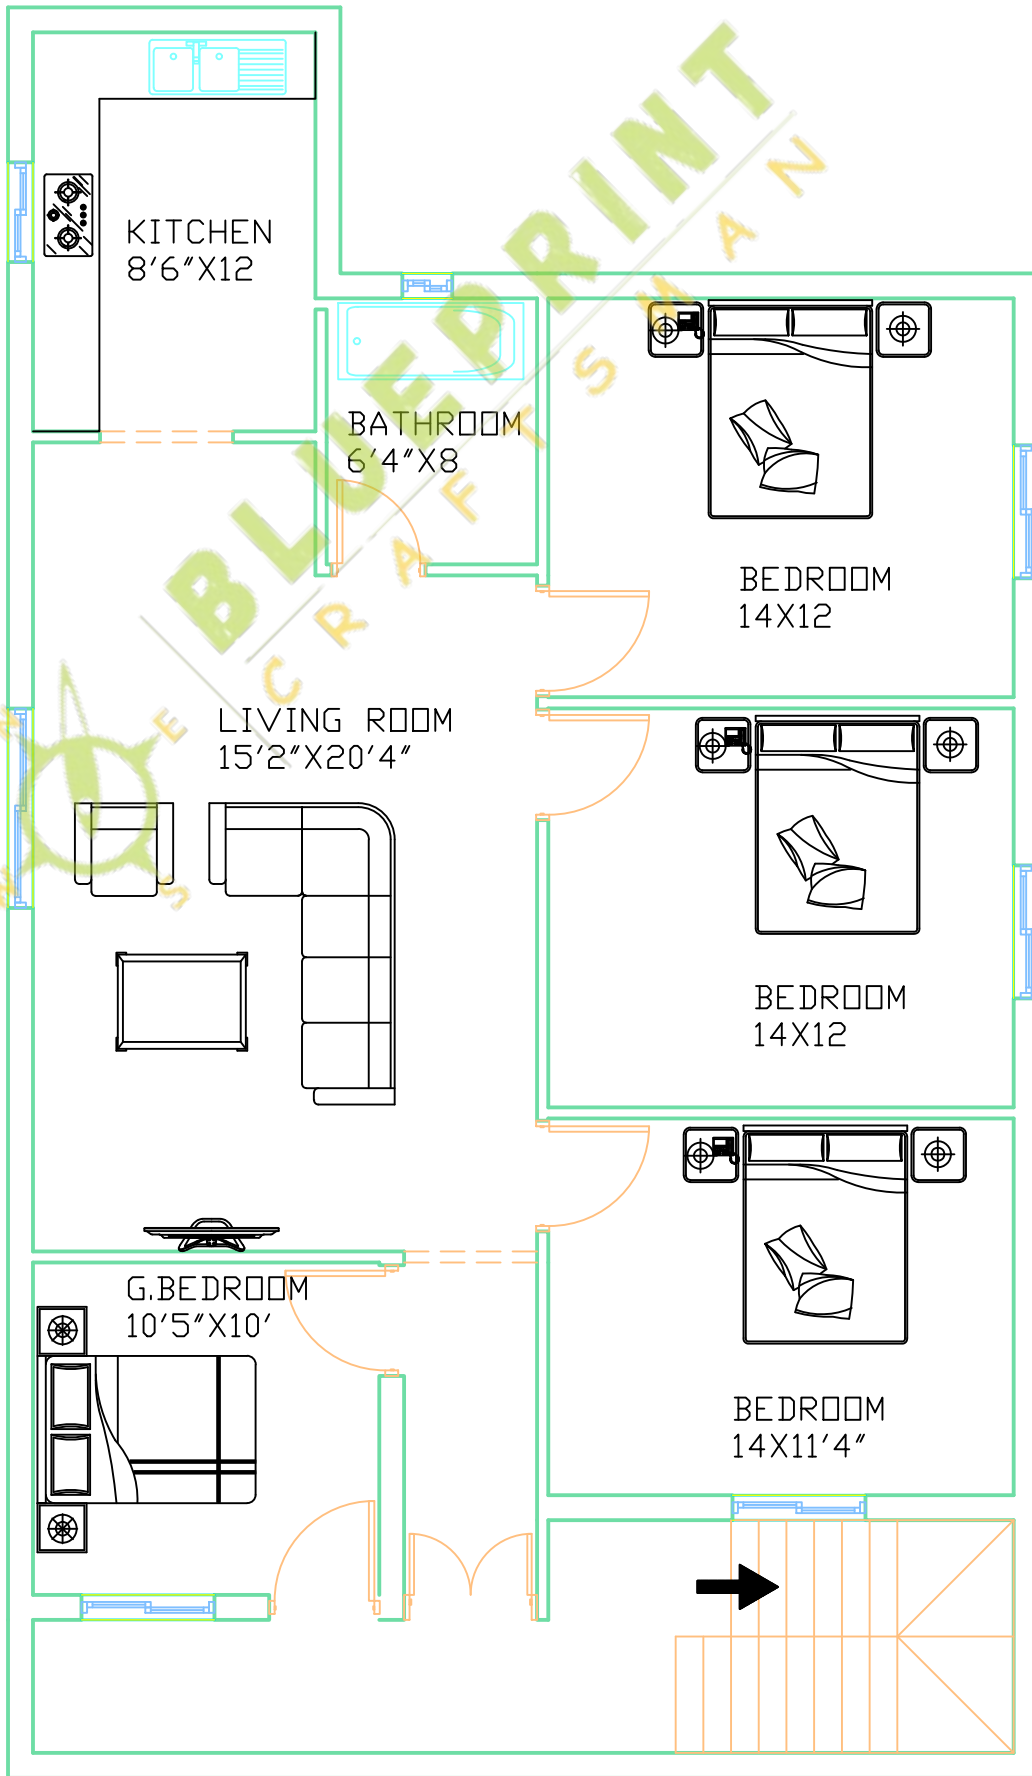 KITCHEN
8'6"X12
BATHROOM
6'4"X8
BEDROOM
14X12
LIVING ROOM
15'2"X20'4"
BEDROOM
14X12
G.BEDROOM
10'5"X10'
BEDROOM
14X11'4"
BLUEPRINT
CRAFTSMAN
N
E
W
S